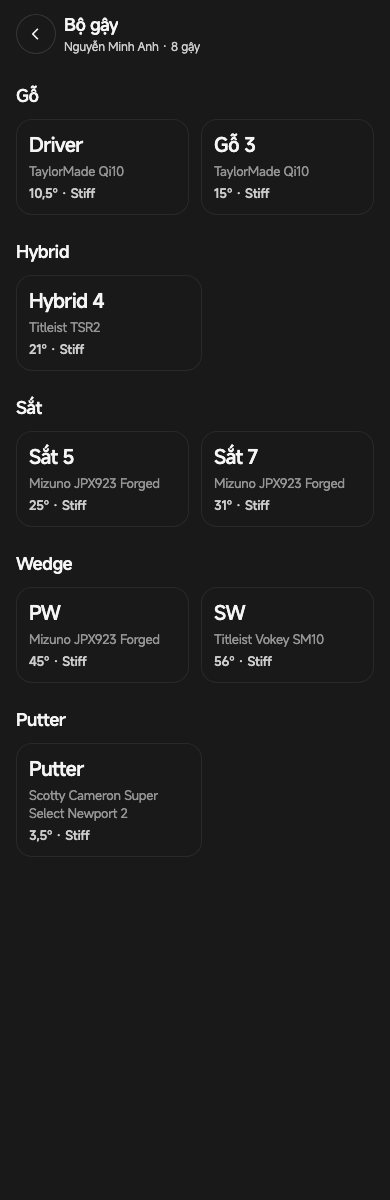 Bộ gậy
Nguyễn Minh Anh · 8 gậy
Gỗ
Driver
TaylorMade Qi10
10,5° · Stiff
Gỗ 3
TaylorMade Qi10
15° · Stiff
Hybrid
Hybrid 4
Titleist TSR2
21° · Stiff
Sắt
Sắt 5
Mizuno JPX923 Forged
25° · Stiff
Sắt 7
Mizuno JPX923 Forged
31° · Stiff
Wedge
PW
Mizuno JPX923 Forged
45° · Stiff
SW
Titleist Vokey SM10
56° · Stiff
Putter
Putter
Scotty Cameron Super
Select Newport 2
3,5° · Stiff